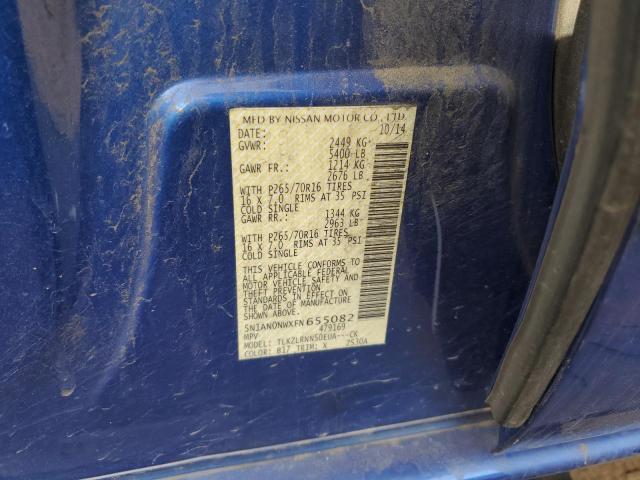 MFD BY NISSAN MOTOR CO., LTD.
DATE: 10/14
GVWR: 2449 KG
5400 LB
GAWR FR.: 1214 KG
2676 LB
WITH P265/70R16 TIRES
16 X 7.0 RIMS AT 35 PSI
COLD SINGLE
GAWR RR.: 1344 KG
2963 LB
WITH P265/70R16 TIRES
16 X 7.0 RIMS AT 35 PSI
COLD SINGLE
THIS VEHICLE CONFORMS TO
ALL APPLICABLE FEDERAL
MOTOR VEHICLE SAFETY AND
THEFT PREVENTION
STANDARDS IN EFFECT ON
THE DATE OF MANUFACTURE
SHOWN ABOVE.
5N1AN0NWXFN655082
MPV 479169
MODEL: TLKZLRNN50EUA---CK
COLOR: B17 TRIM: X 7S30A